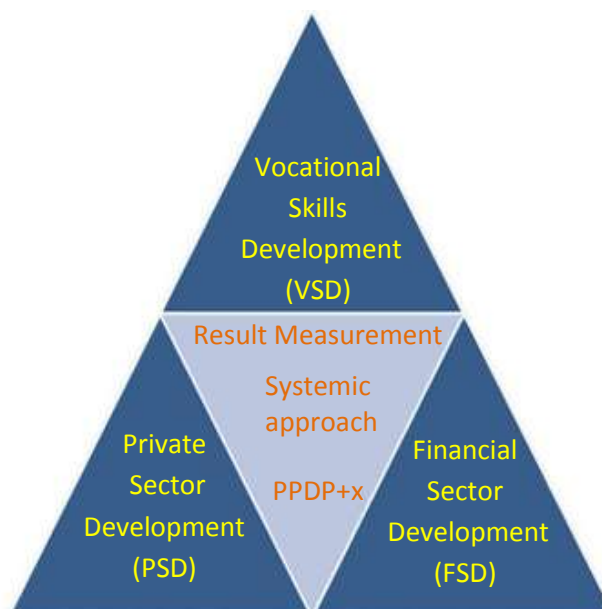 Vocational
Skills
Development
(VSD)
Result Measurement
Systemic
approach
PPDP+x
Private
Sector
Development
(PSD)
Financial
Sector
Development
(FSD)